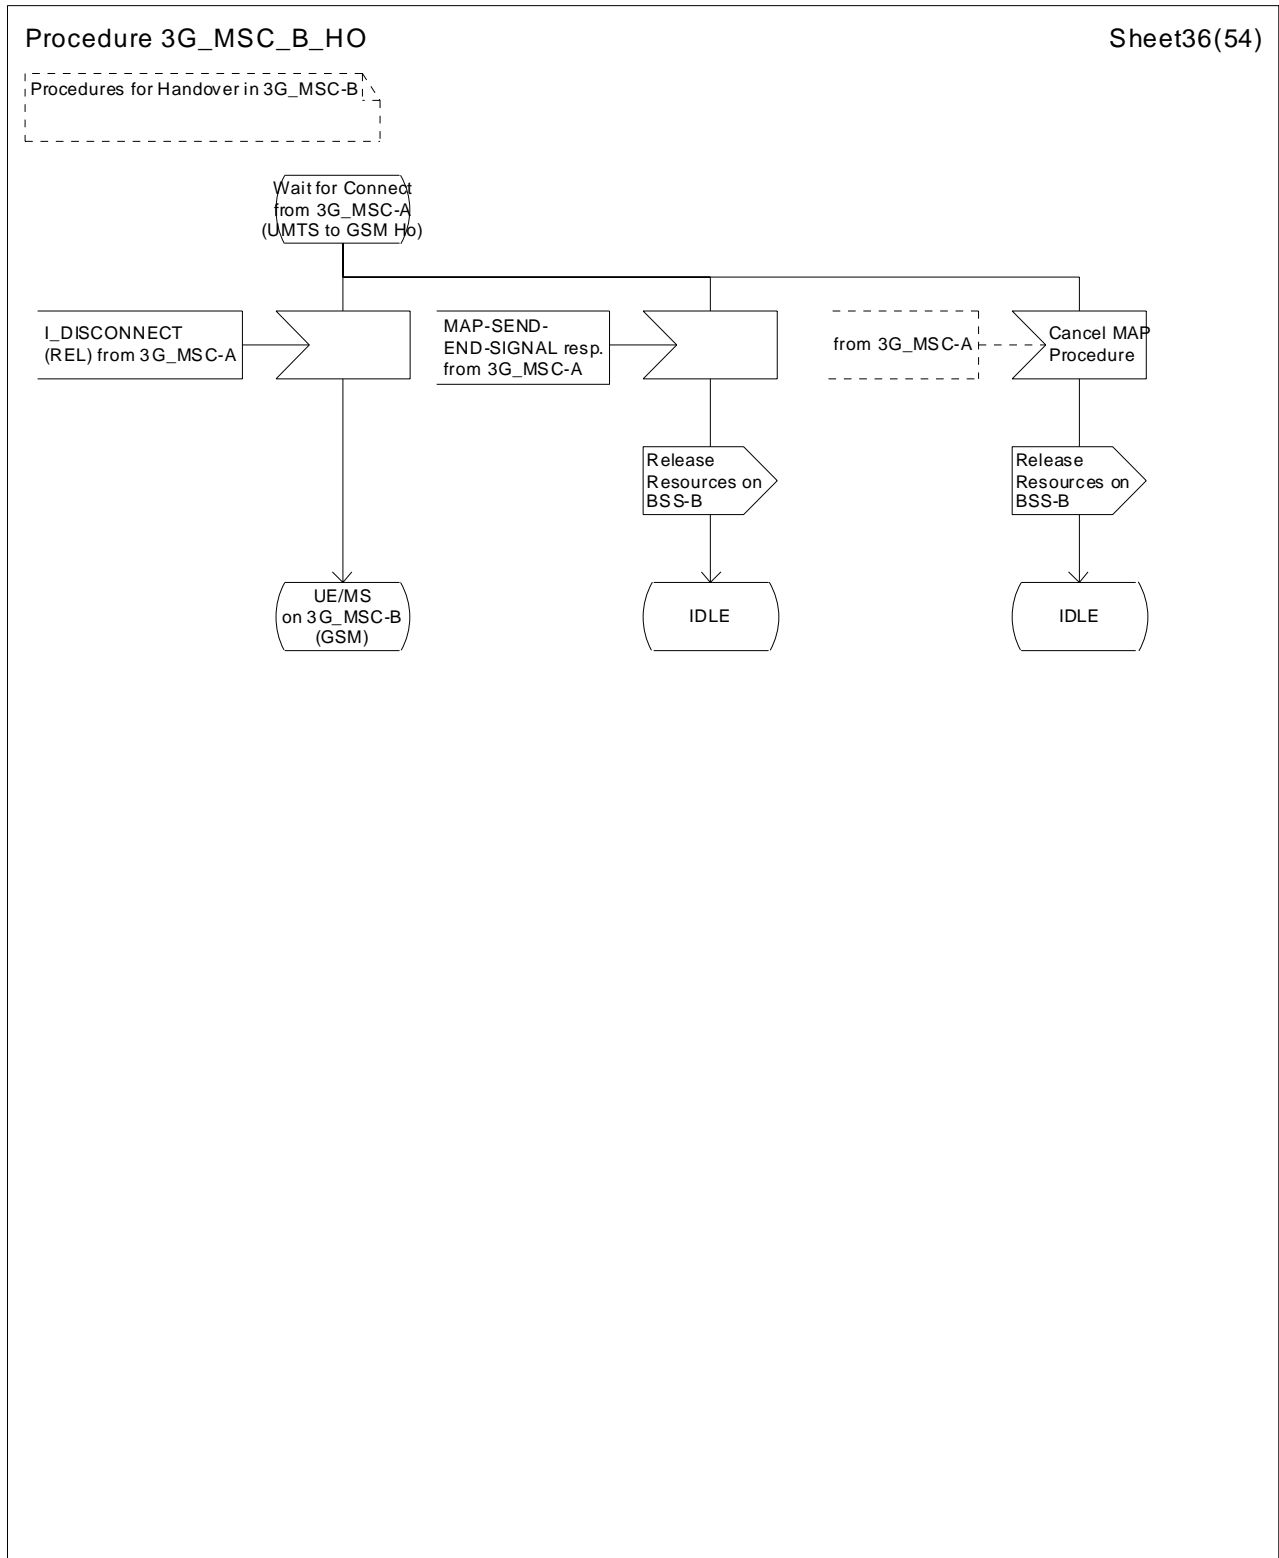 Procedure 3G_MSC_B_HO
Sheet36(54)
Procedures for Handover in 3G_MSC-B
Wait for Connect
from 3G_MSC-A
(UMTS to GSM Ho)
I_DISCONNECT
(REL) from 3G_MSC-A
MAP-SEND-
END-SIGNAL resp.
from 3G_MSC-A
from 3G_MSC-A
Cancel MAP
Procedure
Release
Resources on
BSS-B
Release
Resources on
BSS-B
UE/MS
on 3G_MSC-B
(GSM)
IDLE
IDLE